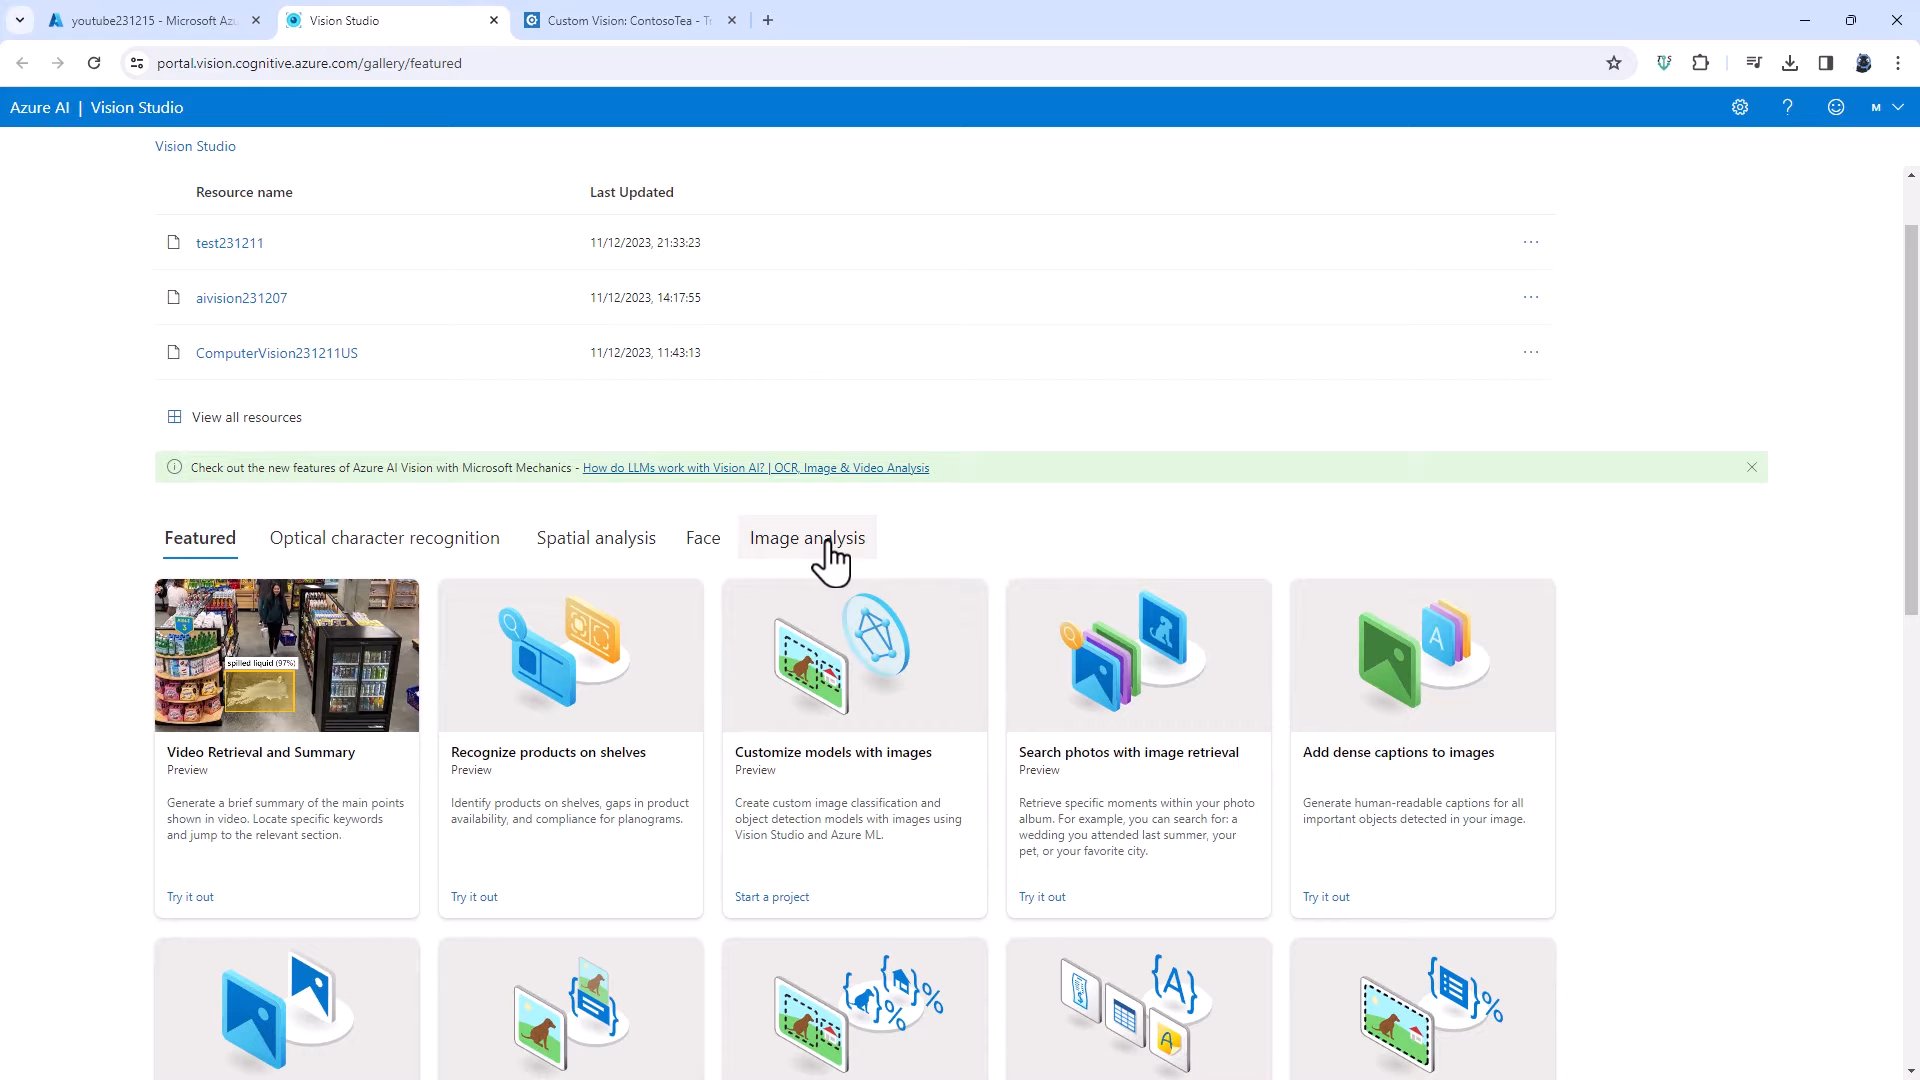 youtube231215 - Microsoft Azu
Vision Studio
Custom Vision: ContosoTea - Tr
portal.vision.cognitive.azure.com/gallery/featured
Azure AI | Vision Studio
M
Vision Studio
Resource name
Last Updated
test231211
11/12/2023, 21:33:23
aivision231207
11/12/2023, 14:17:55
ComputerVision231211US
11/12/2023, 11:43:13
View all resources
Check out the new features of Azure AI Vision with Microsoft Mechanics - How do LLMs work with Vision AI? | OCR, Image & Video Analysis
Featured
Optical character recognition
Spatial analysis
Face
Image analysis
spilled liquid (97%)
Video Retrieval and Summary
Preview
Generate a brief summary of the main points
shown in video. Locate specific keywords
and jump to the relevant section.
Try it out
Recognize products on shelves
Preview
Identify products on shelves, gaps in product
availability, and compliance for planograms.
Try it out
Customize models with images
Preview
Create custom image classification and
object detection models with images using
Vision Studio and Azure ML.
Start a project
A
Search photos with image retrieval
Preview
Retrieve specific moments within your photo
album. For example, you can search for: a
wedding you attended last summer, your
pet, or your favorite city.
Try it out
Add dense captions to images
Generate human-readable captions for all
important objects detected in your image.
Try it out
{ }
{ }% { }%
{A}
A
{ }%